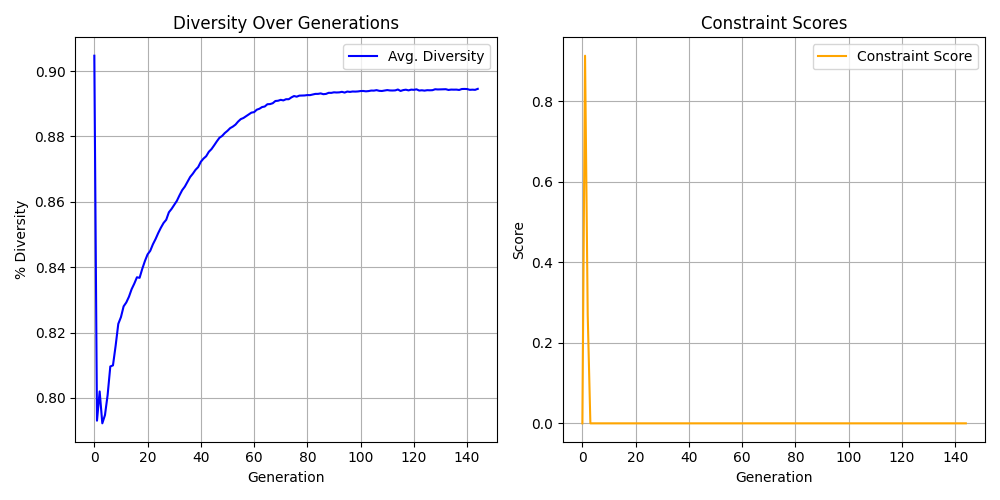 Diversity Over Generations
Avg. Diversity
0.90
0.88
0.86
0.84
0.82
0.80
% Diversity
0 20 40 60 80 100 120 140
Generation
Constraint Scores
Constraint Score
0.8
0.6
0.4
0.2
0.0
Score
0 20 40 60 80 100 120 140
Generation